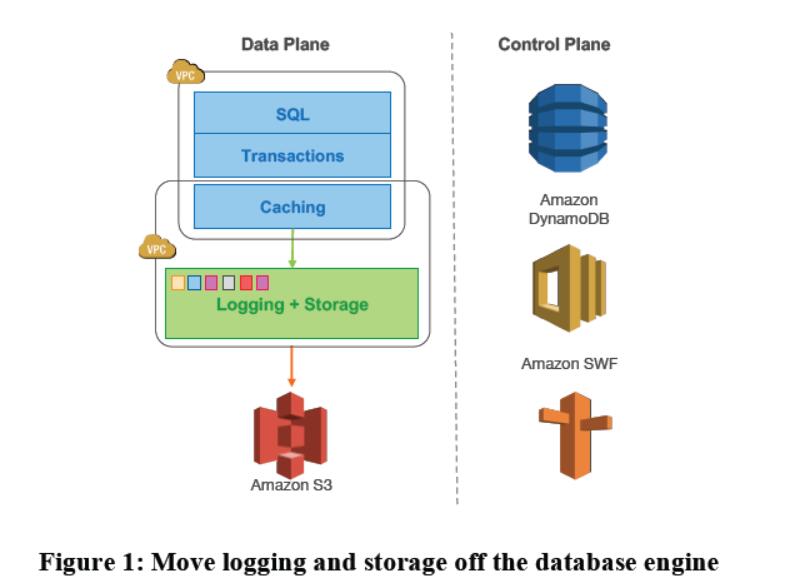 Data Plane
Control Plane
VPC
SQL
Transactions
Caching
VPC
Logging + Storage
Amazon S3
Amazon
DynamoDB
Amazon SWF
Figure 1: Move logging and storage off the database engine